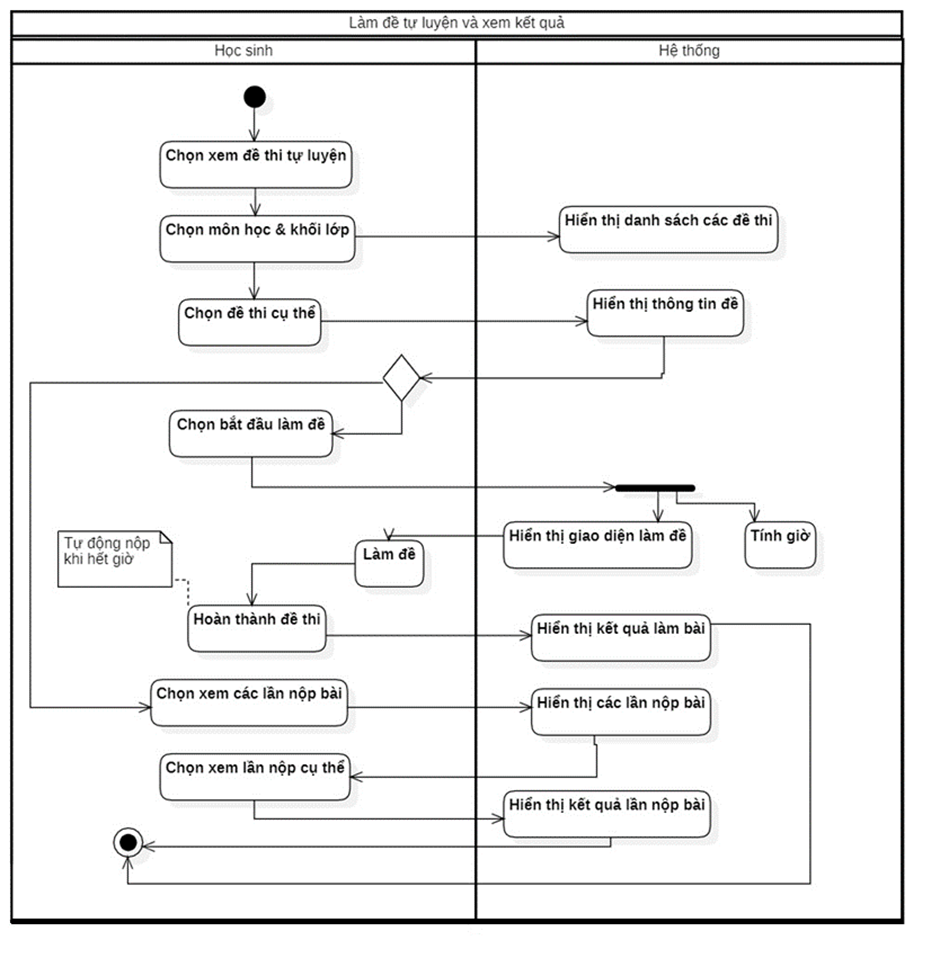 Làm đề tự luyện và xem kết quả
Học sinh
Hệ thống
Chọn xem đề thi tự luyện
Chọn môn học & khối lớp
Hiển thị danh sách các đề thi
Chọn đề thi cụ thể
Hiển thị thông tin đề
Chọn bắt đầu làm đề
Hiển thị giao diện làm đề
Tính giờ
Tự động nộp
khi hết giờ
Làm đề
Hoàn thành đề thi
Hiển thị kết quả làm bài
Chọn xem các lần nộp bài
Hiển thị các lần nộp bài
Chọn xem lần nộp cụ thể
Hiển thị kết quả lần nộp bài